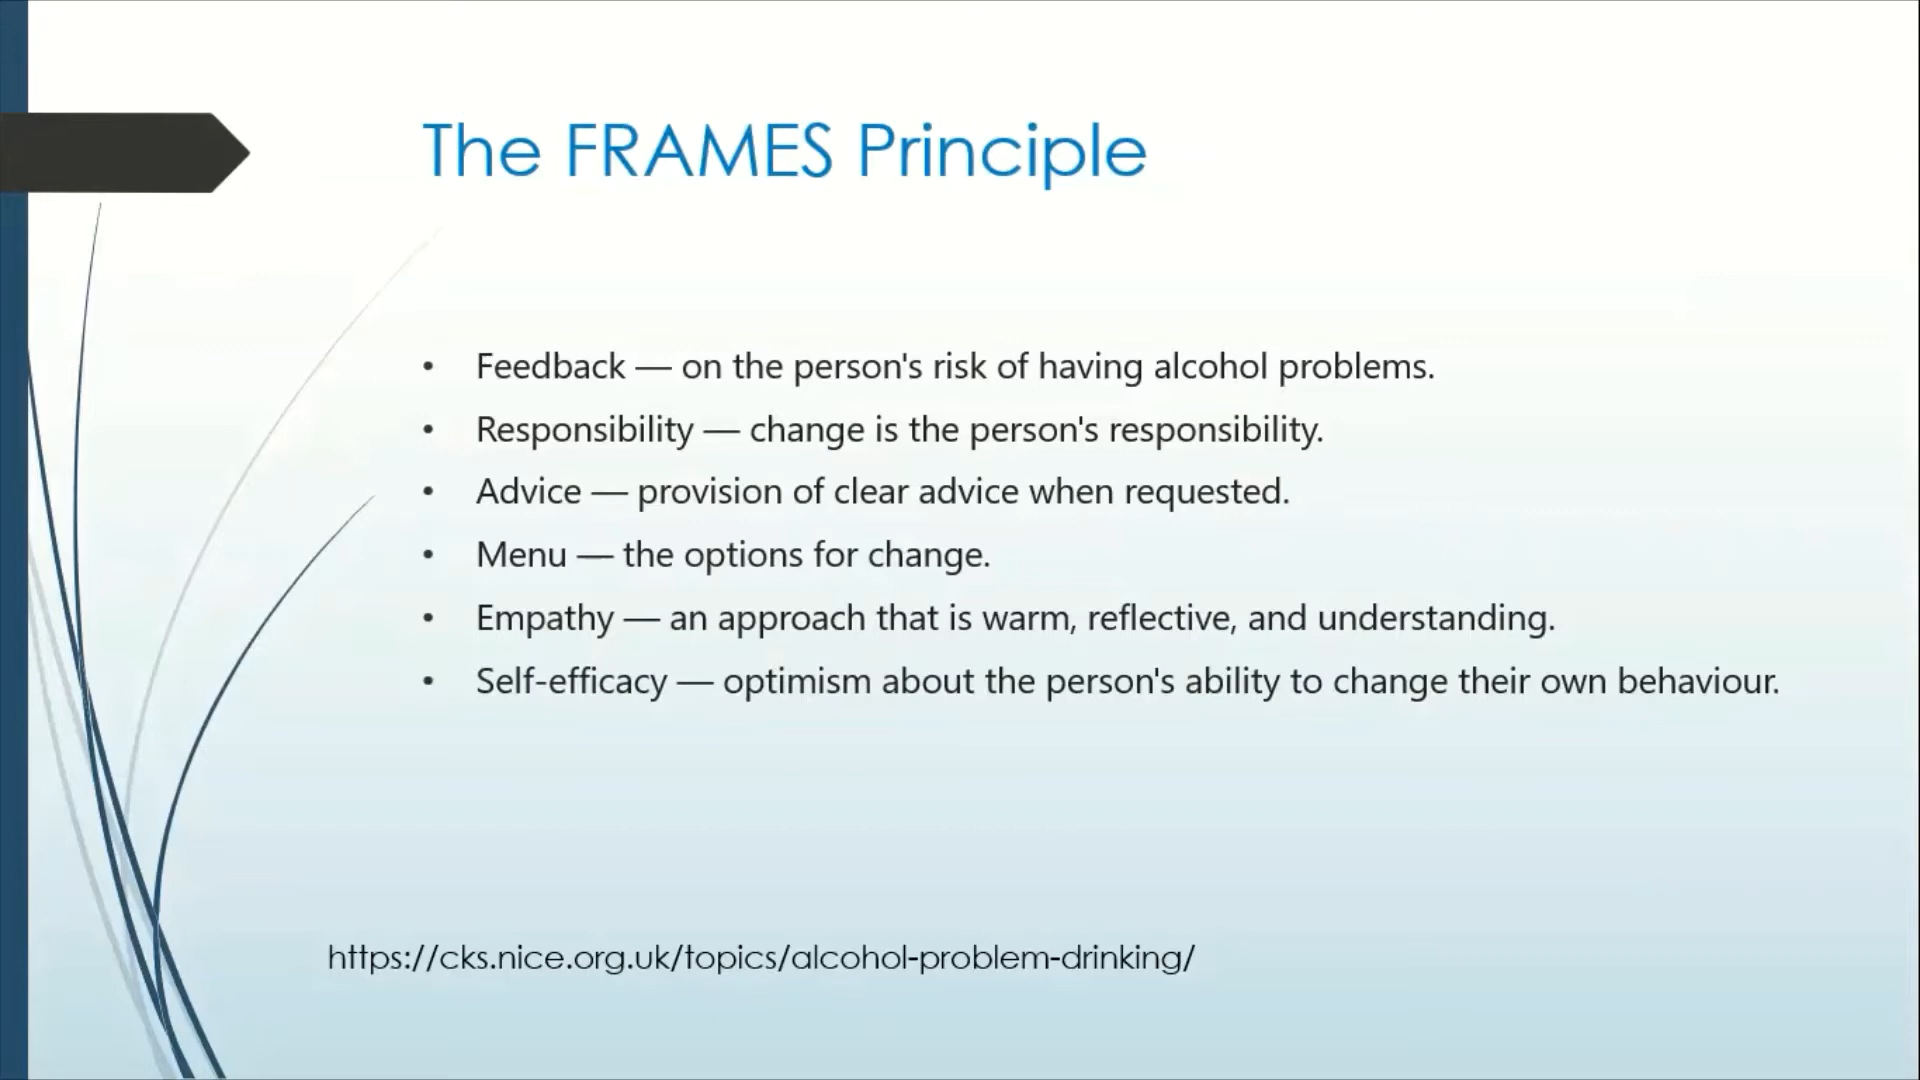 The FRAMES Principle
• Feedback — on the person's risk of having alcohol problems.
• Responsibility — change is the person's responsibility.
• Advice — provision of clear advice when requested.
• Menu — the options for change.
• Empathy — an approach that is warm, reflective, and understanding.
• Self-efficacy — optimism about the person's ability to change their own behaviour.
https://cks.nice.org.uk/topics/alcohol-problem-drinking/